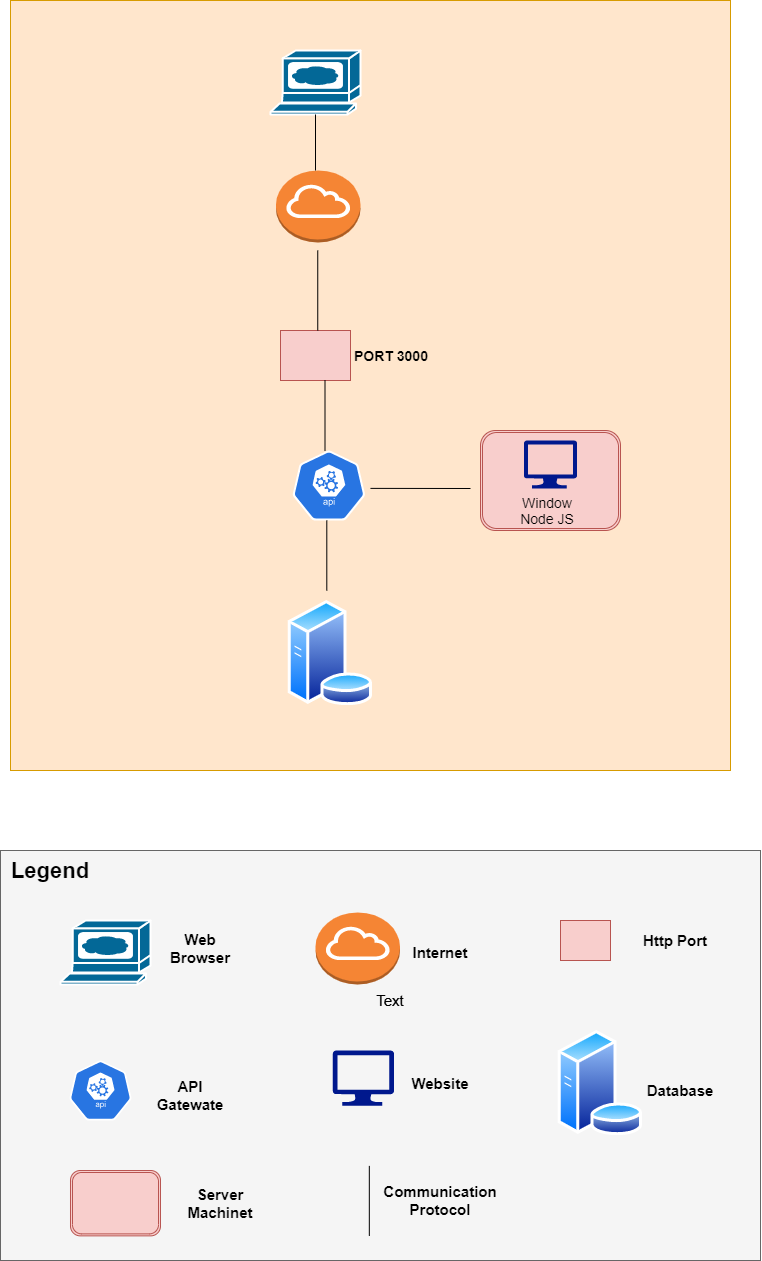 PORT 3000
api
Window
Node JS
Legend
Web
Browser
Internet
Text
Http Port
api
API
Gatewate
Website
Database
Server
Machinet
Communication
Protocol